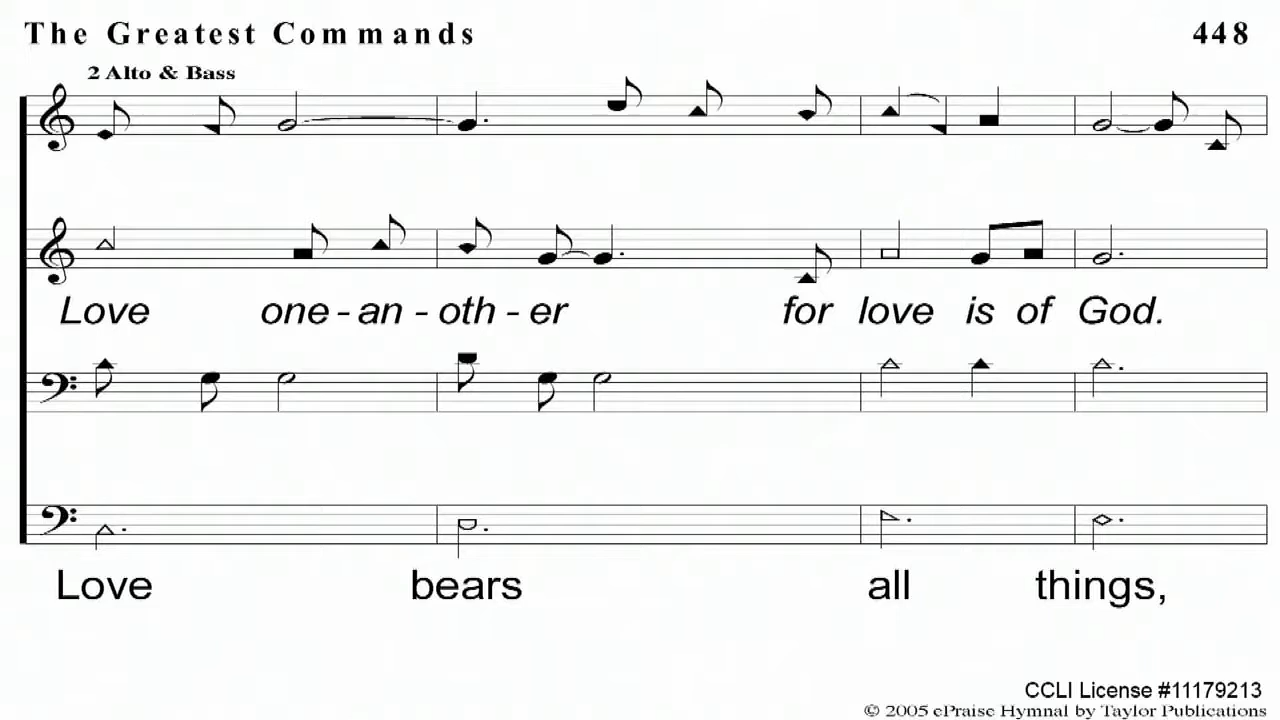 The Greatest Commands 448
2 Alto & Bass
Love one - an - oth - er for love is of God.
Love bears all things,
CCLI License #11179213
© 2005 ePraise Hymnal by Taylor Publications